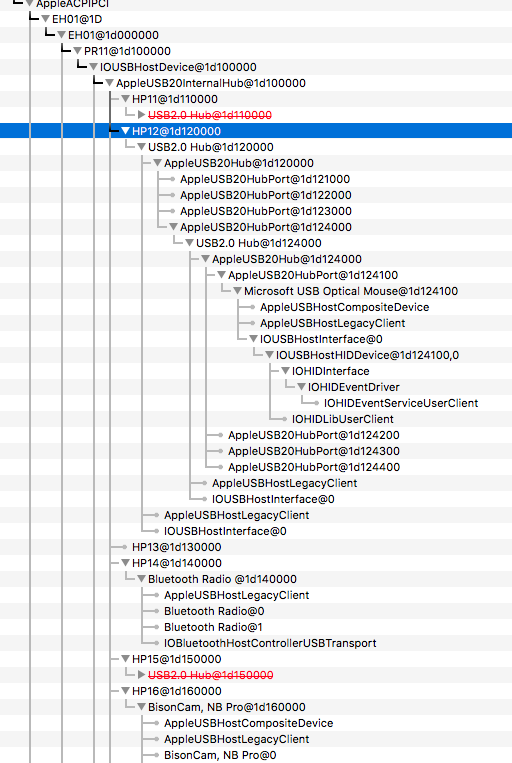 AppleACPIPCI
EH01@1D
EH01@1d000000
PR11@1d100000
IOUSBHostDevice@1d100000
AppleUSB20InternalHub@1d100000
HP11@1d110000
USB2.0 Hub@1d110000
HP12@1d120000
USB2.0 Hub@1d120000
AppleUSB20Hub@1d120000
AppleUSB20HubPort@1d121000
AppleUSB20HubPort@1d122000
AppleUSB20HubPort@1d123000
AppleUSB20HubPort@1d124000
USB2.0 Hub@1d124000
AppleUSB20Hub@1d124000
AppleUSB20HubPort@1d124100
Microsoft USB Optical Mouse@1d124100
AppleUSBHostCompositeDevice
AppleUSBHostLegacyClient
IOUSBHostInterface@0
IOUSBHostHIDDevice@1d124100,0
IOHIDInterface
IOHIDEventDriver
IOHIDEventServiceUserClient
IOHIDLibUserClient
AppleUSB20HubPort@1d124200
AppleUSB20HubPort@1d124300
AppleUSB20HubPort@1d124400
AppleUSBHostLegacyClient
IOUSBHostInterface@0
AppleUSBHostLegacyClient
IOUSBHostInterface@0
HP13@1d130000
HP14@1d140000
Bluetooth Radio @1d140000
AppleUSBHostLegacyClient
Bluetooth Radio@0
Bluetooth Radio@1
IOBluetoothHostControllerUSBTransport
HP15@1d150000
USB2.0 Hub@1d150000
HP16@1d160000
BisonCam, NB Pro@1d160000
AppleUSBHostCompositeDevice
AppleUSBHostLegacyClient
BisonCam, NB Pro@0